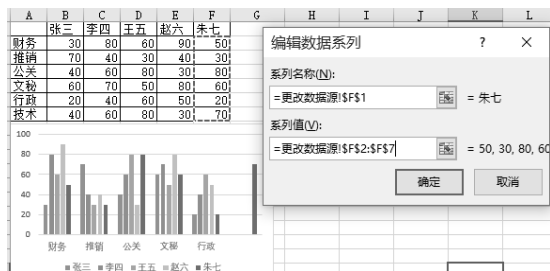 A B C D E F G H I J K L
张三 李四 王五 赵六 朱七
财务 30 80 60 90 50
推销 70 40 30 40 30
公关 40 60 80 30 80
文秘 60 70 50 80 60
行政 20 40 60 50 20
技术 40 60 80 30 70
编辑数据系列 ? ×
系列名称(N):
=更改数据源!$F$1 = 朱七
系列值(V):
=更改数据源!$F$2:$F$7 = 50, 30, 80, 60
确定 取消
100
80
60
40
20
0
财务 推销 公关 文秘 行政
张三 李四 王五 赵六 朱七